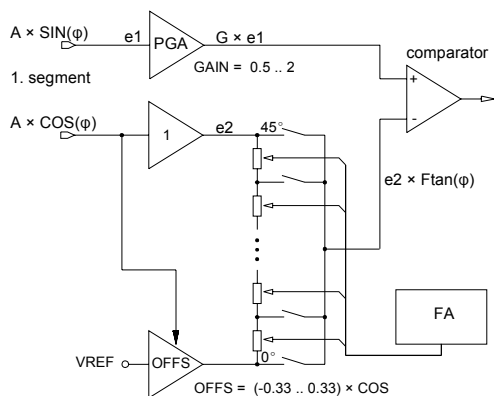 A × SIN(φ)
e1
PGA
G × e1
GAIN = 0.5 .. 2
comparator
+
-
1. segment
A × COS(φ)
1
e2
45°
e2 × Ftan(φ)
FA
0°
VREF
OFFS
OFFS = (-0.33 .. 0.33) × COS